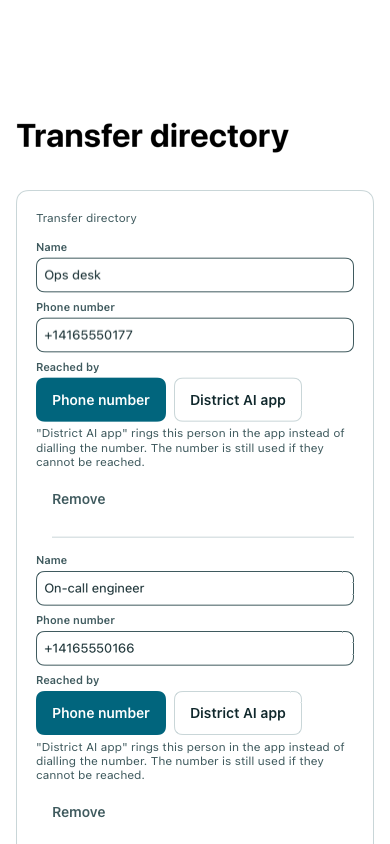 Transfer directory
Transfer directory
Name
Ops desk
Phone number
+14165550177
Reached by
Phone number
District AI app
"District AI app" rings this person in the app instead of
dialling the number. The number is still used if they
cannot be reached.
Remove
Name
On-call engineer
Phone number
+14165550166
Reached by
Phone number
District AI app
"District AI app" rings this person in the app instead of
dialling the number. The number is still used if they
cannot be reached.
Remove